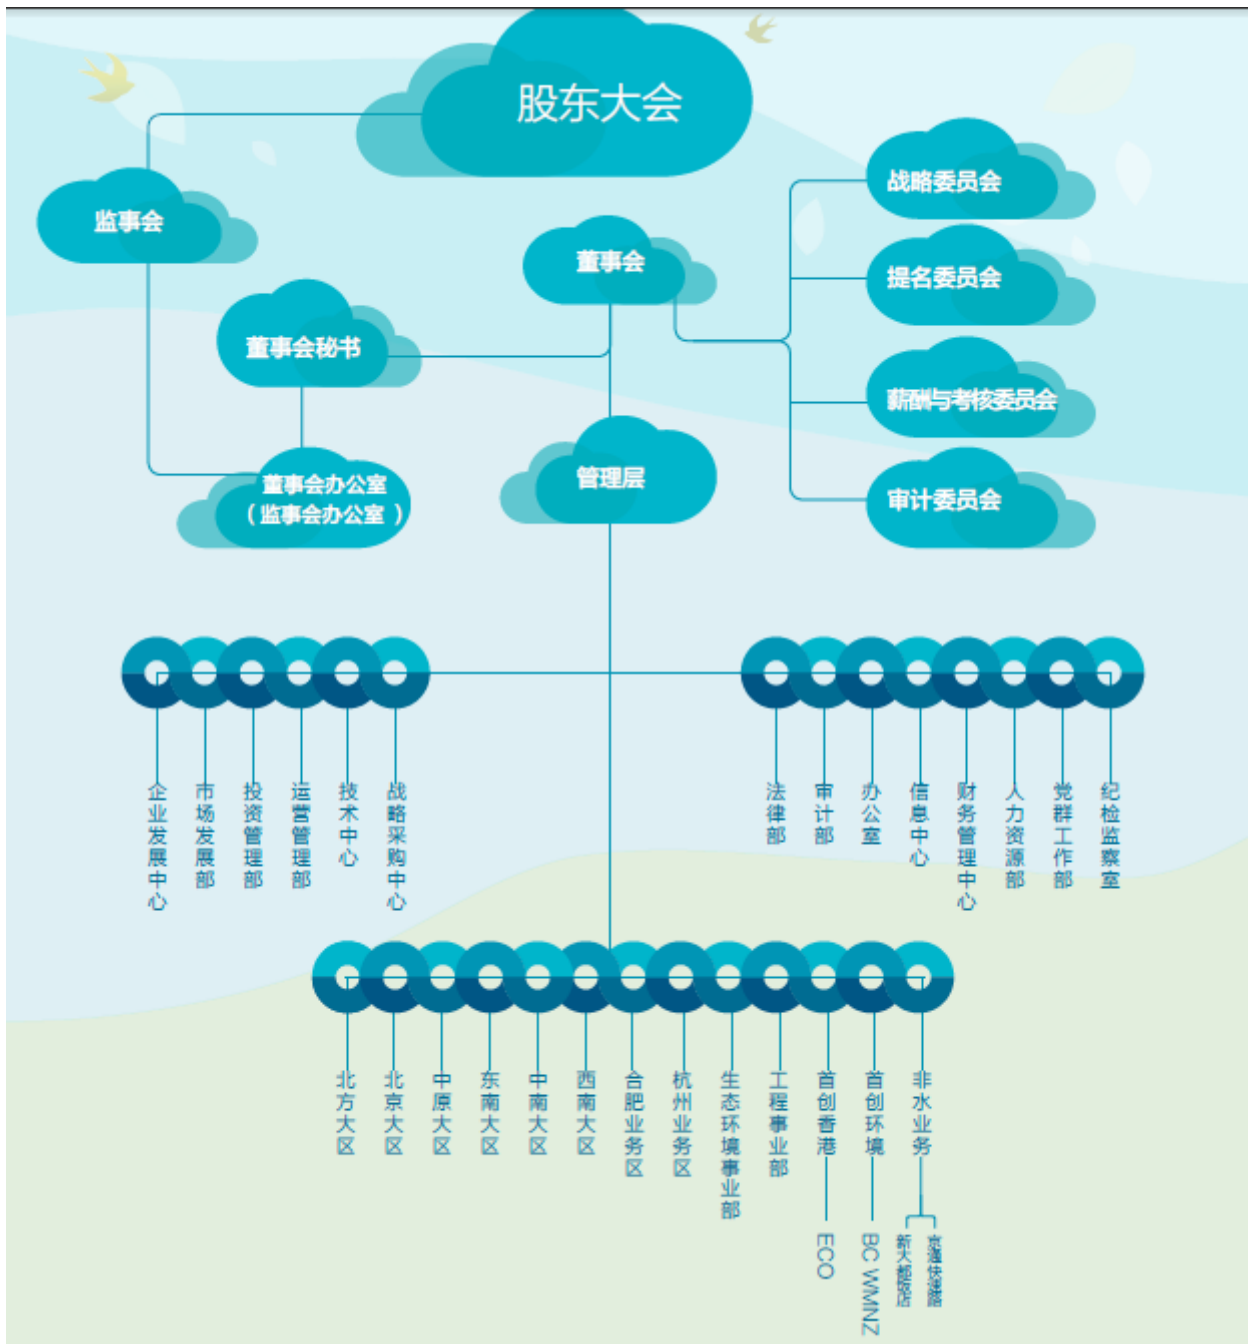 股东大会
监事会
董事会
战略委员会
提名委员会
董事会秘书
薪酬与考核委员会
管理层
董事会办公室
（监事会办公室 ）
审计委员会
企业发展中心
市场发展部
投资管理部
运营管理部
技术中心
战略采购中心
法律部
审计部
办公室
信息中心
财务管理中心
人力资源部
党群工作部
纪检监察室
北方大区
北京大区
中原大区
东南大区
中南大区
西南大区
合肥业务区
杭州业务区
生态环境事业部
工程事业部
首创香港
首创环境
非水业务
ECO
BC WMNZ
新大都饭店
京通快速路